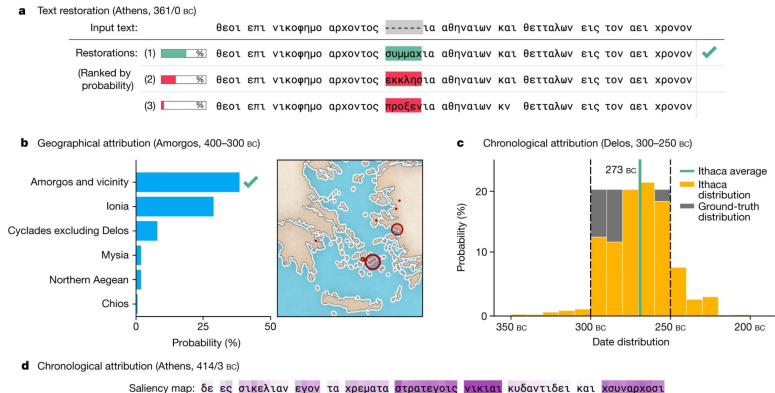 a Text restoration (Athens, 361/0 BC)
Input text: θεοι επι νικοφημο αρχοντος ------ια αθηναιων και θετταλων εις τον αει χρονον
Restorations: (1) % θεοι επι νικοφημο αρχοντος συμμαχια αθηναιων και θετταλων εις τον αει χρονον
(Ranked by probability) (2) % θεοι επι νικοφημο αρχοντος εκκλησια αθηναιων και θετταλων εις τον αει χρονον
(3) % θεοι επι νικοφημο αρχοντος προξενια αθηναιων κν θετταλων εις τον αει χρονον
b Geographical attribution (Amorgos, 400–300 BC)
Amorgos and vicinity
Ionia
Cyclades excluding Delos
Mysia
Northern Aegean
Chios
0 25 50
Probability (%)
c Chronological attribution (Delos, 300–250 BC)
273 BC
Ithaca average
Ithaca distribution
Ground-truth distribution
Probability (%)
20
10
0
350 BC 300 BC 250 BC 200 BC
Date distribution
d Chronological attribution (Athens, 414/3 BC)
Saliency map: δε ες σικελιαν εγον τα χρεματα στρατεγοις νικιαι κυδαντιδει και χσυναρχοσι